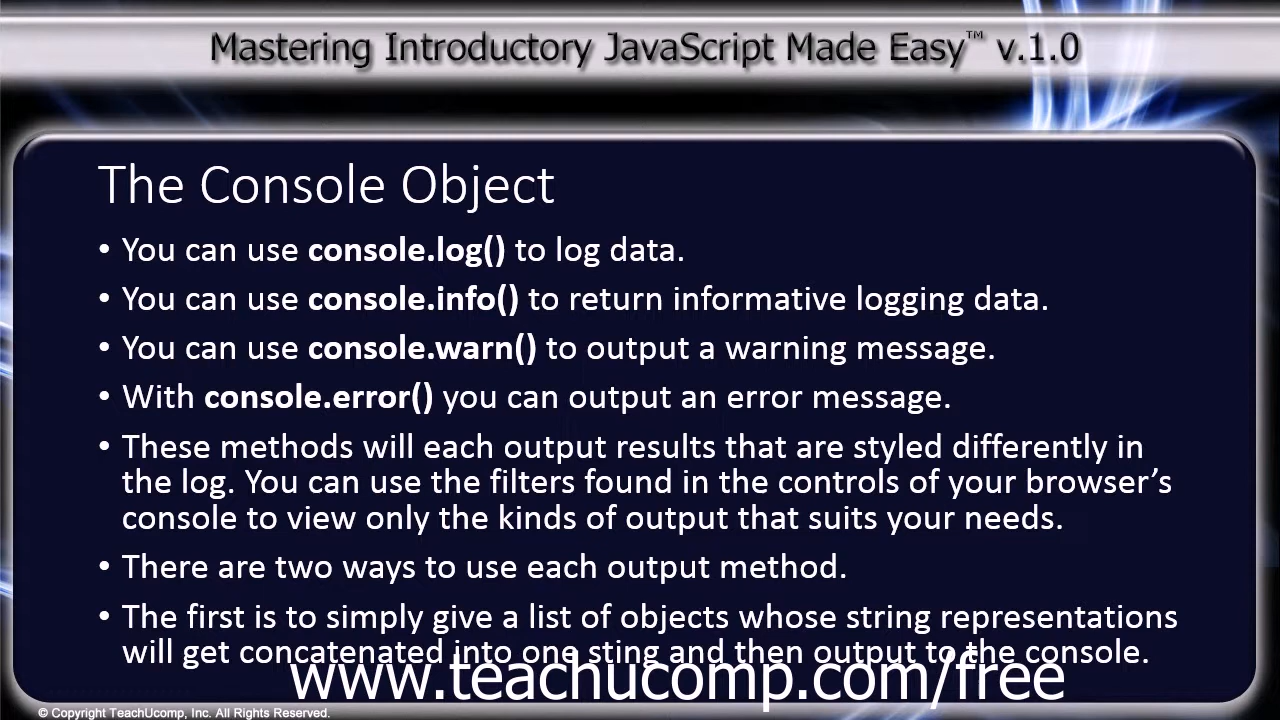 Mastering Introductory JavaScript Made Easy™ v.1.0
The Console Object
• You can use console.log() to log data.
• You can use console.info() to return informative logging data.
• You can use console.warn() to output a warning message.
• With console.error() you can output an error message.
• These methods will each output results that are styled differently in
the log. You can use the filters found in the controls of your browser’s
console to view only the kinds of output that suits your needs.
• There are two ways to use each output method.
• The first is to simply give a list of objects whose string representations
will get concatenated into one sting and then output to the console.
www.teachucomp.com/free
© Copyright TeachUcomp, Inc. All Rights Reserved.